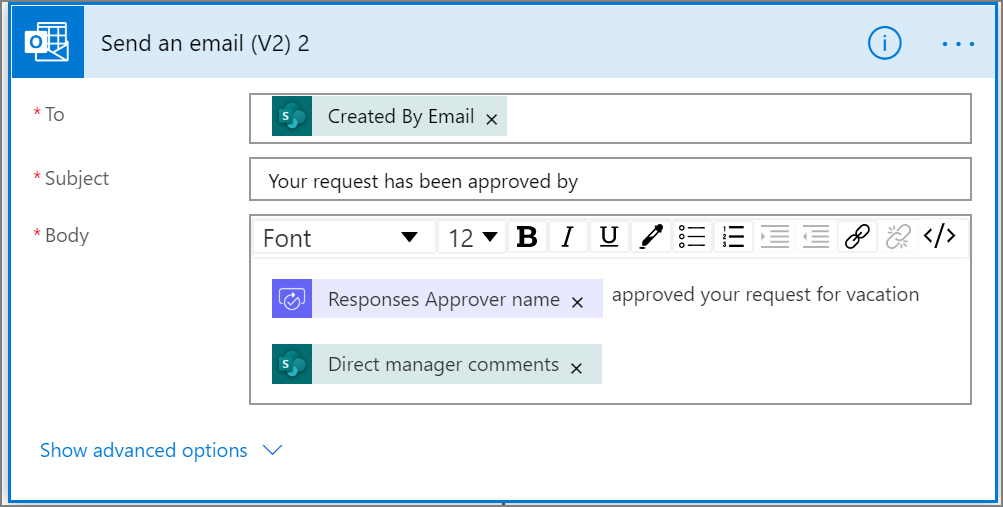 Send an email (V2) 2
* To
Created By Email ×
* Subject
Your request has been approved by
* Body
Font 12 B I U </>
Responses Approver name × approved your request for vacation
Direct manager comments ×
Show advanced options